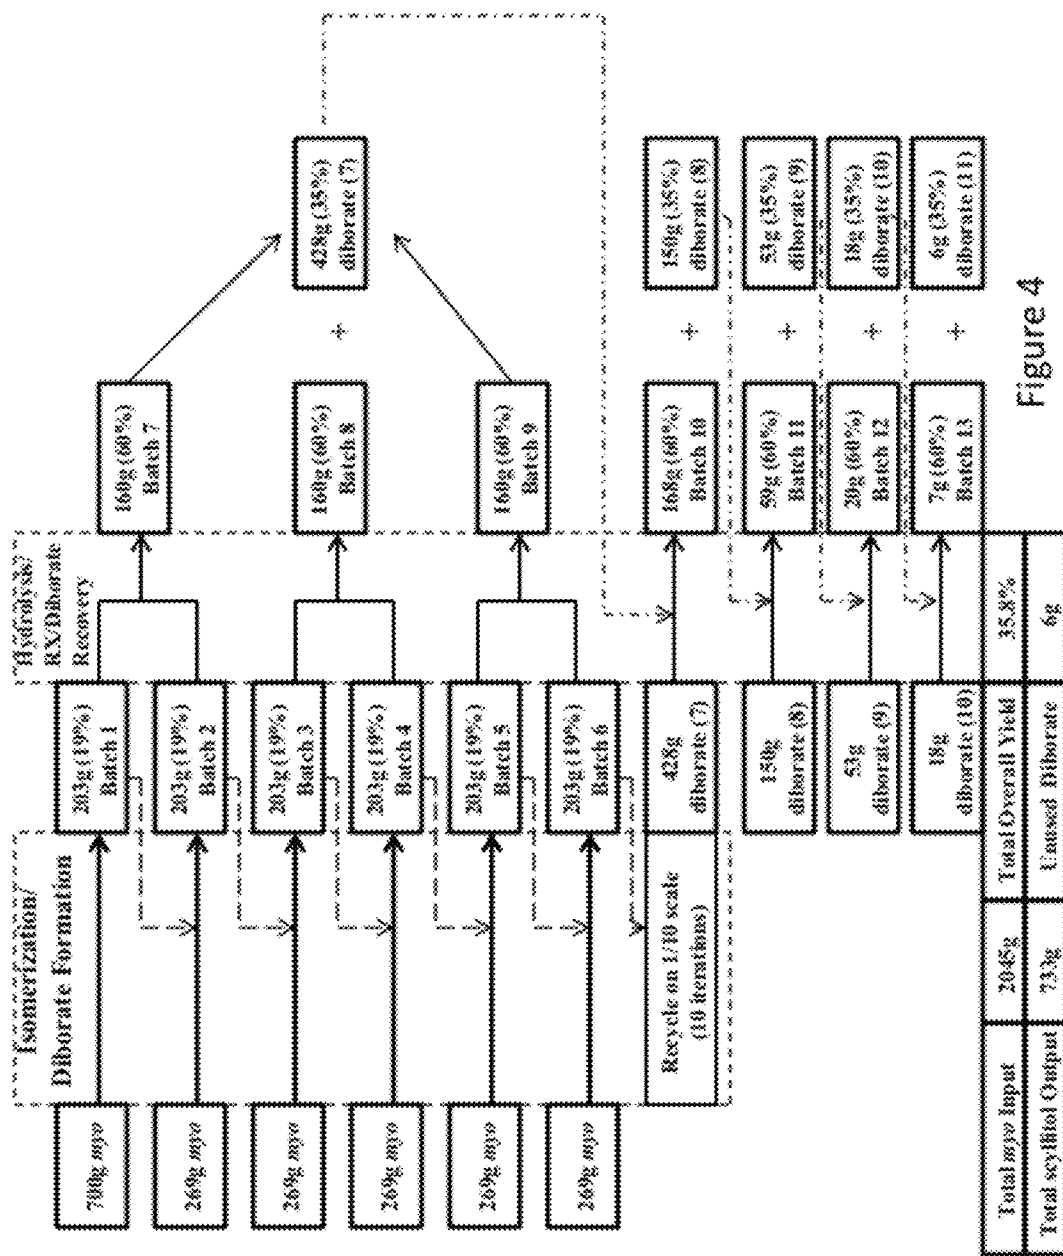 Isomerization/
Diborate Formation
Hydrolysis/
RX/Diborate
Recovery
700g myo
203g (19%)
Batch 1
269g myo
203g (19%)
Batch 2
160g (60%)
Batch 7
269g myo
203g (19%)
Batch 3
269g myo
203g (19%)
Batch 4
160g (60%)
Batch 8
+
428g (35%)
diborate (7)
269g myo
203g (19%)
Batch 5
269g myo
203g (19%)
Batch 6
160g (60%)
Batch 9
Recycle on 1/10 scale
(10 iterations)
428g
diborate (7)
168g (60%)
Batch 10
+
150g (35%)
diborate (8)
150g
diborate (8)
59g (60%)
Batch 11
+
53g (35%)
diborate (9)
53g
diborate (9)
20g (60%)
Batch 12
+
18g (35%)
diborate (10)
18g
diborate (10)
7g (60%)
Batch 13
+
6g (35%)
diborate (11)
Total myo Input 2045g Total Overall Yield 35.8%
Total scyllitol Output 733g Unused Diborate 6g
Figure 4